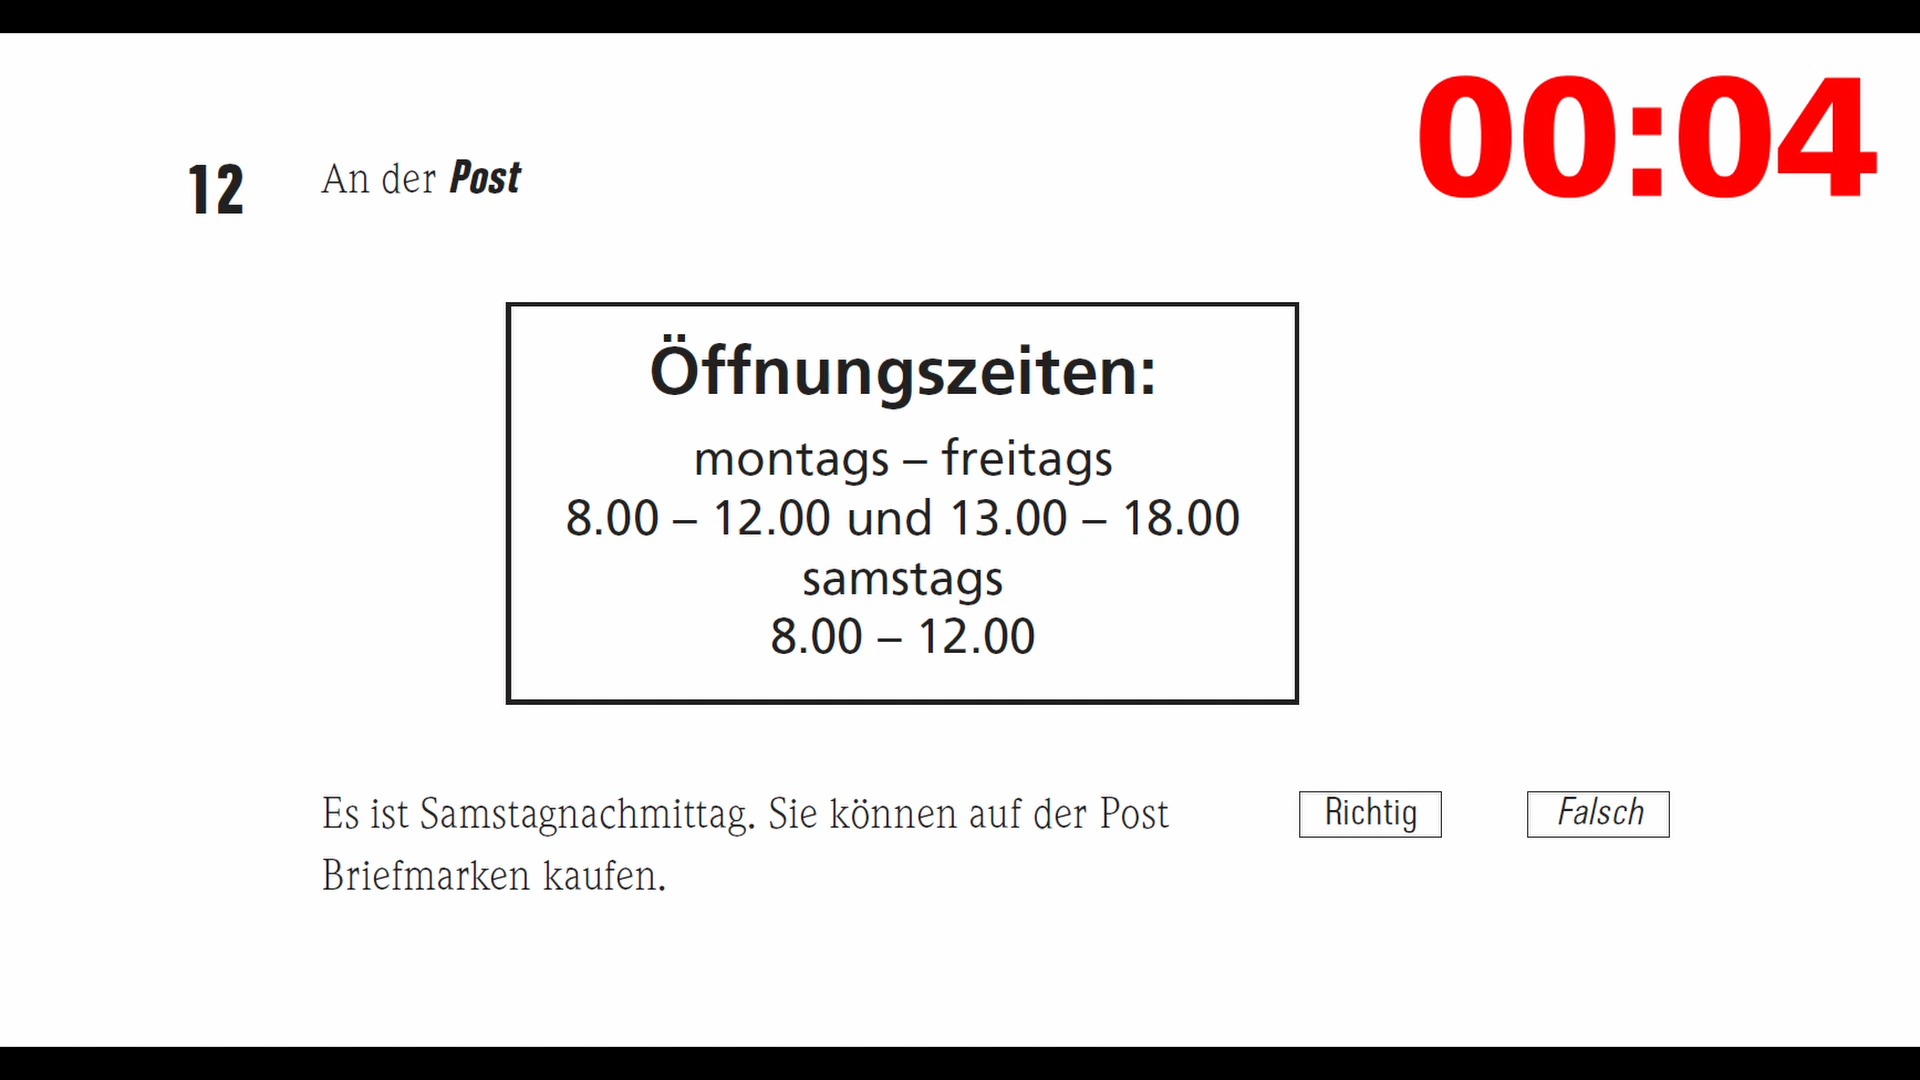 00:04
12 An der Post
Öffnungszeiten:
montags – freitags
8.00 – 12.00 und 13.00 – 18.00
samstags
8.00 – 12.00
Es ist Samstagnachmittag. Sie können auf der Post Richtig Falsch
Briefmarken kaufen.